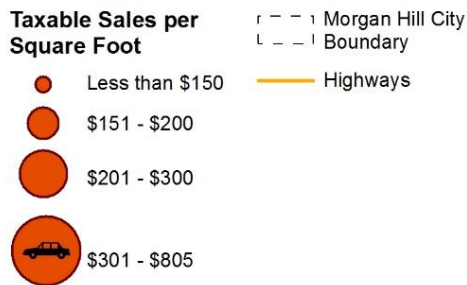 Taxable Sales per
Square Foot
Less than $150
$151 - $200
$201 - $300
$301 - $805
Morgan Hill City
Boundary
Highways